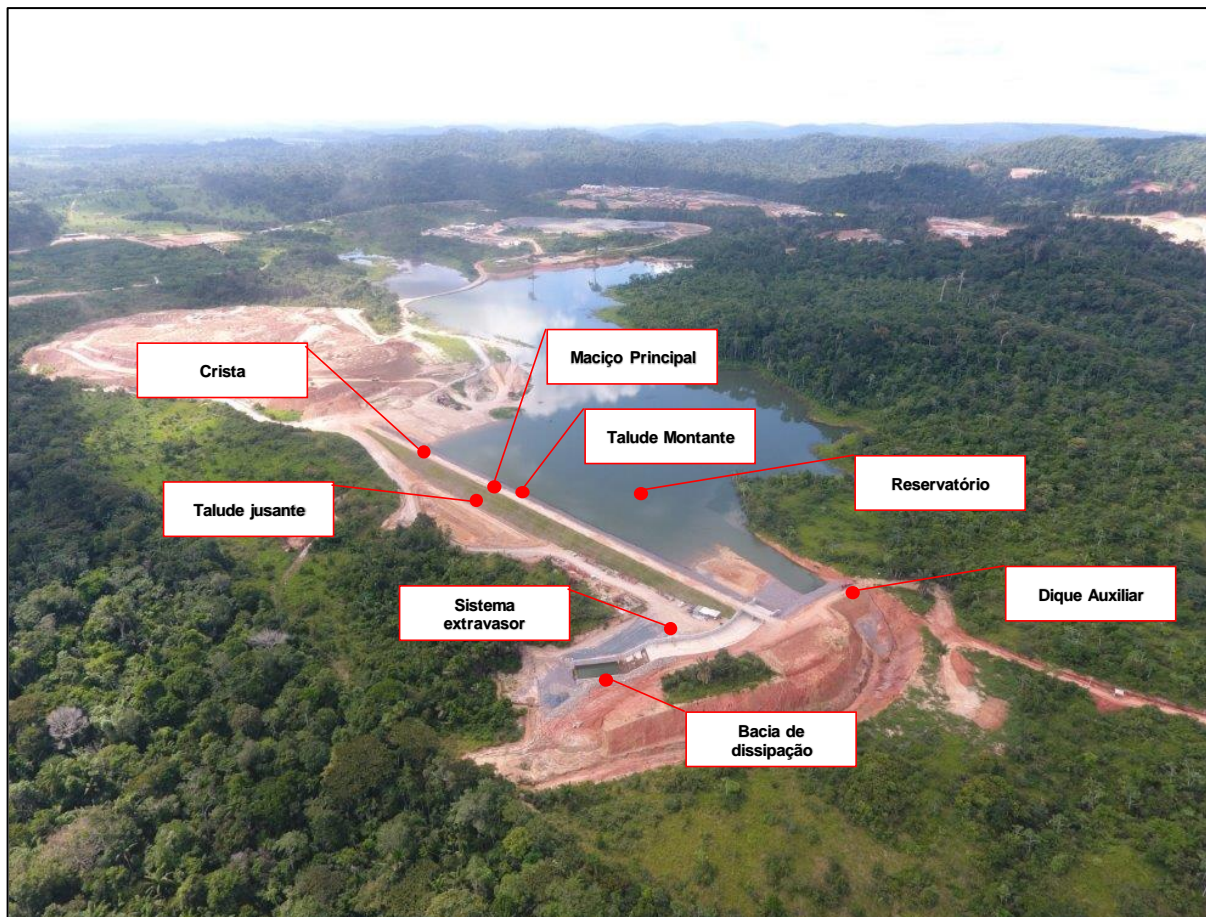 Maciço Principal
Crista
Talude Montante
Reservatório
Talude jusante
Dique Auxiliar
Sistema
extravasor
Bacia de
dissipação